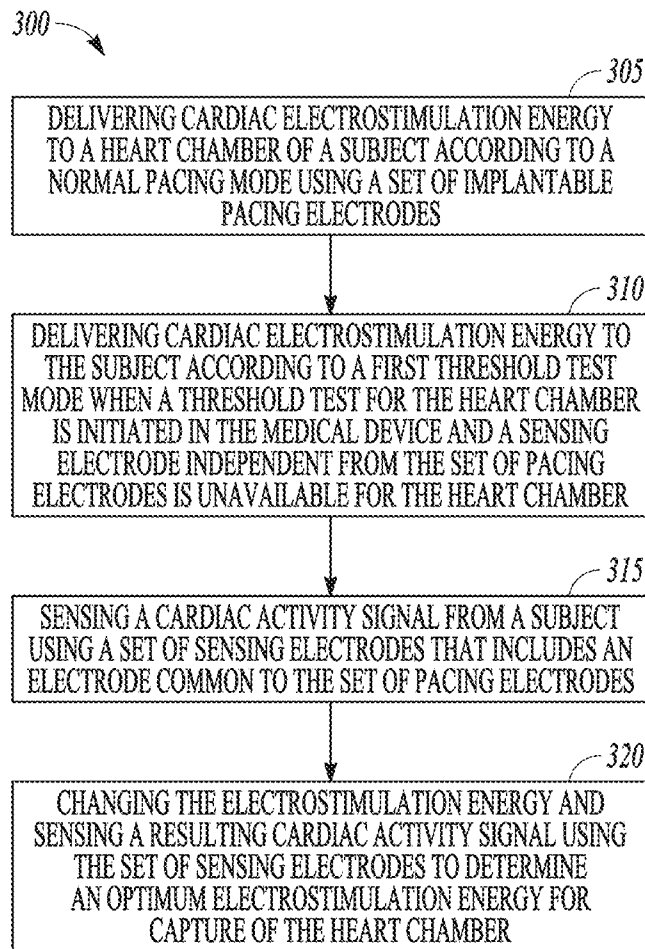 300
305
DELIVERING CARDIAC ELECTROSTIMULATION ENERGY
TO A HEART CHAMBER OF A SUBJECT ACCORDING TO A
NORMAL PACING MODE USING A SET OF IMPLANTABLE
PACING ELECTRODES
310
DELIVERING CARDIAC ELECTROSTIMULATION ENERGY TO
THE SUBJECT ACCORDING TO A FIRST THRESHOLD TEST
MODE WHEN A THRESHOLD TEST FOR THE HEART CHAMBER
IS INITIATED IN THE MEDICAL DEVICE AND A SENSING
ELECTRODE INDEPENDENT FROM THE SET OF PACING
ELECTRODES IS UNAVAILABLE FOR THE HEART CHAMBER
315
SENSING A CARDIAC ACTIVITY SIGNAL FROM A SUBJECT
USING A SET OF SENSING ELECTRODES THAT INCLUDES AN
ELECTRODE COMMON TO THE SET OF PACING ELECTRODES
320
CHANGING THE ELECTROSTIMULATION ENERGY AND
SENSING A RESULTING CARDIAC ACTIVITY SIGNAL USING
THE SET OF SENSING ELECTRODES TO DETERMINE
AN OPTIMUM ELECTROSTIMULATION ENERGY FOR
CAPTURE OF THE HEART CHAMBER